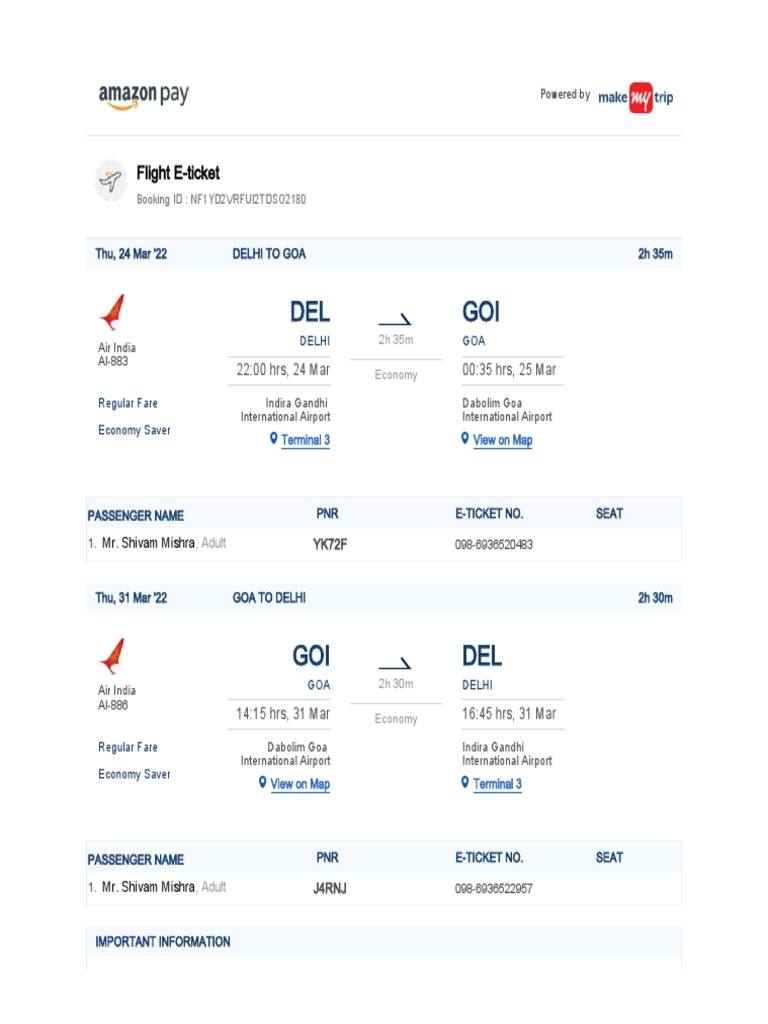 amazon pay
Powered by make my trip
Flight E-ticket
Booking ID : NF1YD2VRFUI2TDSO2180
Thu, 24 Mar '22 DELHI TO GOA 2h 35m
DEL GOI
Air India DELHI 2h 35m GOA
AI-883
22:00 hrs, 24 Mar Economy 00:35 hrs, 25 Mar
Regular Fare Indira Gandhi Dabolim Goa
International Airport International Airport
Economy Saver
Terminal 3 View on Map
PASSENGER NAME PNR E-TICKET NO. SEAT
1. Mr. Shivam Mishra, Adult YK72F 098-6936520483
Thu, 31 Mar '22 GOA TO DELHI 2h 30m
GOI DEL
Air India GOA 2h 30m DELHI
AI-886
14:15 hrs, 31 Mar Economy 16:45 hrs, 31 Mar
Regular Fare Dabolim Goa Indira Gandhi
International Airport International Airport
Economy Saver
View on Map Terminal 3
PASSENGER NAME PNR E-TICKET NO. SEAT
1. Mr. Shivam Mishra, Adult J4RNJ 098-6936522957
IMPORTANT INFORMATION